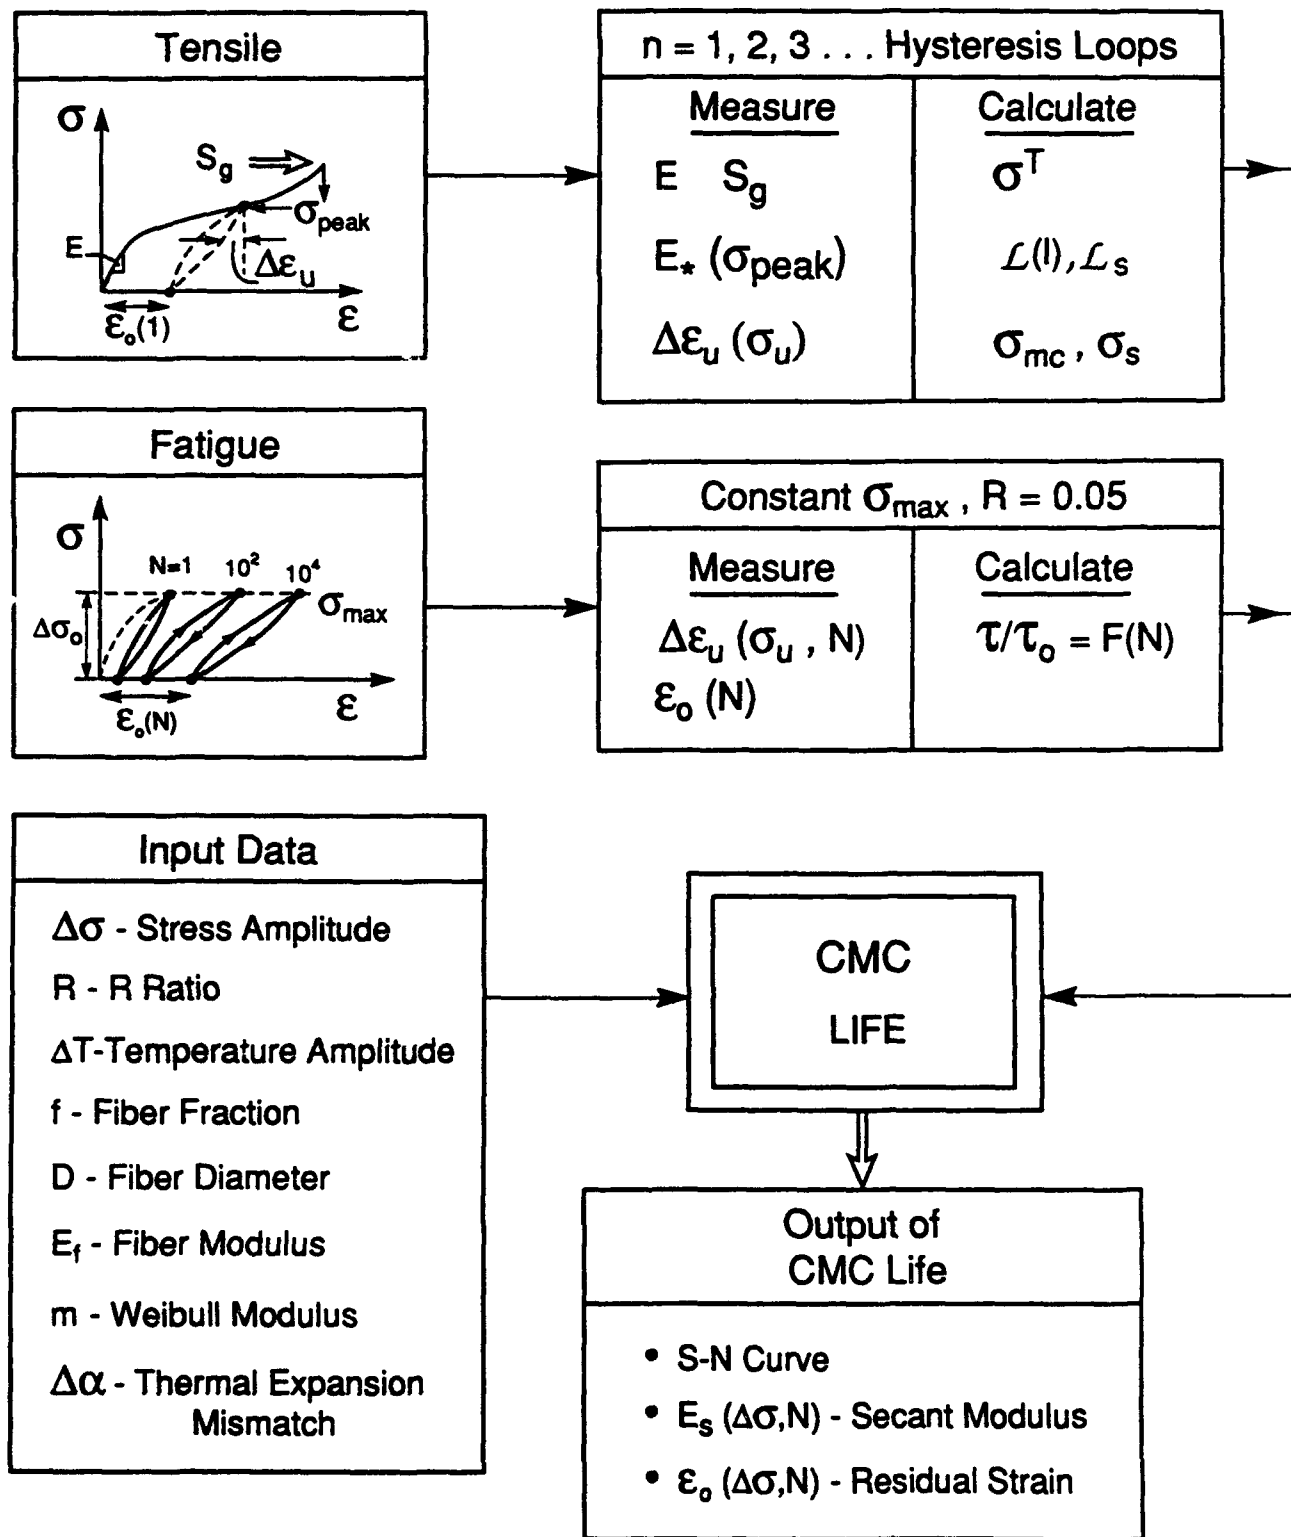 Tensile
σ
S_g
σ_peak
E
Δε_u
ε_o(1)
ε
n = 1, 2, 3 . . . Hysteresis Loops
Measure
E S_g
E_* (σ_peak)
Δε_u (σ_u)
Calculate
σ^T
ℒ(l), ℒ_s
σ_mc , σ_s
Fatigue
σ
N=1 10^2 10^4
σ_max
Δσ_o
ε_o(N)
ε
Constant σ_max , R = 0.05
Measure
Δε_u (σ_u , N)
ε_o (N)
Calculate
τ/τ_o = F(N)
Input Data
Δσ - Stress Amplitude
R - R Ratio
ΔT-Temperature Amplitude
f - Fiber Fraction
D - Fiber Diameter
E_f - Fiber Modulus
m - Weibull Modulus
Δα - Thermal Expansion
Mismatch
CMC
LIFE
Output of
CMC Life
• S-N Curve
• E_s (Δσ,N) - Secant Modulus
• ε_o (Δσ,N) - Residual Strain